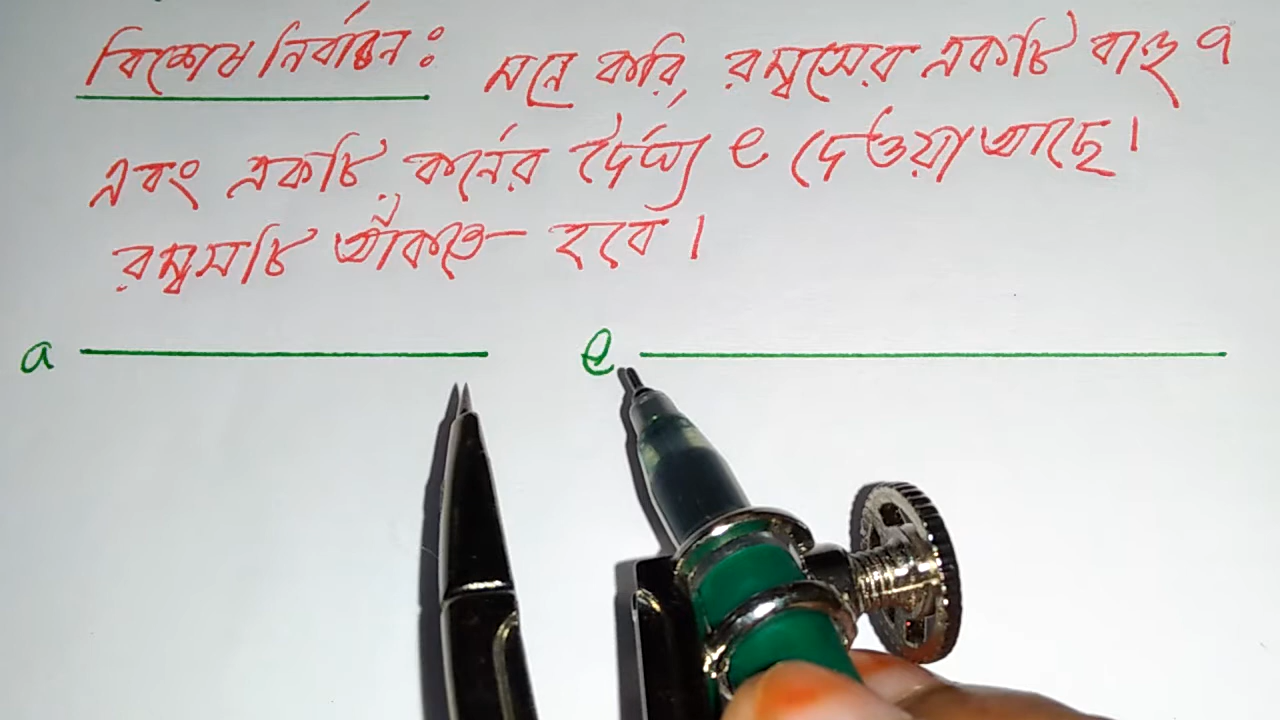 বিশেষ নির্বাচন: মনে করি, রম্বসের একটি বাহু a
এবং একটি কর্ণের দৈর্ঘ্য e দেওয়া আছে।
রম্বসটি আঁকতে হবে।
a e